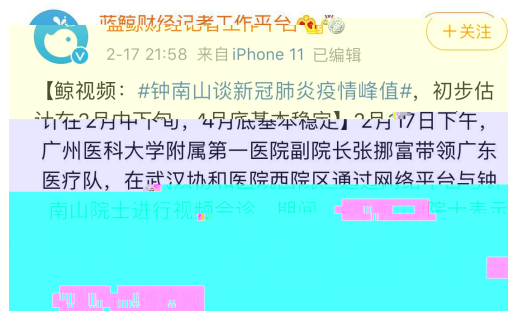 蓝鲸财经记者工作平台
+关注
2-17 21:58 来自iPhone 11 已编辑
【鲸视频：#钟南山谈新冠肺炎疫情峰值#，初步估
计在2月中下旬，4月底基本稳定】2月17日下午，
广州医科大学附属第一医院副院长张挪富带领广东
医疗队，在武汉协和医院西院区通过网络平台与钟
南山院士进行视频会诊。期间，院士表示